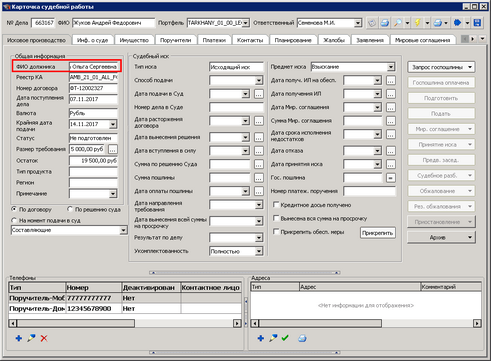 Карточка судебной работы
№ Дела 663167 ФИО Жуков Андрей Федорович Портфель TARKHANY_01_00_LE Ответственный Семенова М.И.
Исковое производство Инф. о суде Имущество Поручители Платежи Контакты Планирование Жалобы Заявления Мировые соглашения
Общая информация
ФИО должника Ольга Сергеевна
Реестр КА AMB_01_01_ALL_
Номер договора ФТ-12002327
Дата поступления дела 07.11.2017
Валюта Рубль
Крайняя дата подачи 14.11.2017
Статус Не подготовлен
Размер требования 5 000,00 руб ...
Остаток 19 500,00 руб
Тип продукта
Регион
Примечание
По договору По решению суда
На момент подачи в суд
Составляющие
Судебный иск
Тип иска Исходящий иск
Способ подачи
Дата подачи в Суд
Номер дела в Суде
Дата расторжения договора
Дата вынесения решения
Дата вступления в силу
Сумма по решению Суда
Сумма пошлины
Дата оплаты пошлины
Дата направления требования
Дата вынесения всей суммы на просрочку
Результат по делу
Укомплектованность Полностью
Предмет иска Взыскание
Дата получ. ИЛ на обесп.
Дата получения ИЛ
Дата Мир. соглашения
Сумма Мир. соглашения
Дата срока исполнения недостатков
Дата отказа
Дата принятия иска
Гос. пошлина
Номер платеж. поручения
Кредитное досье получено
Вынесена вся сумма на просрочку
Прикрепить обесп. меры Прикрепить
Запрос госпошлины
Госпошлина оплачена
Подготовить
Подать
Мир. соглашение
Принятие иска
Предв. засед.
Судебное разб.
Обжалование
Рез. обжалования
Приостановление
Архив
Телефоны
Тип Номер Деактивирован Контактное лицо
Поручитель-Моб 77777777777 Нет
Поручитель-Дом 12345678900 Нет
Адреса
Тип Адрес Комментарий
<Нет информации для отображения>